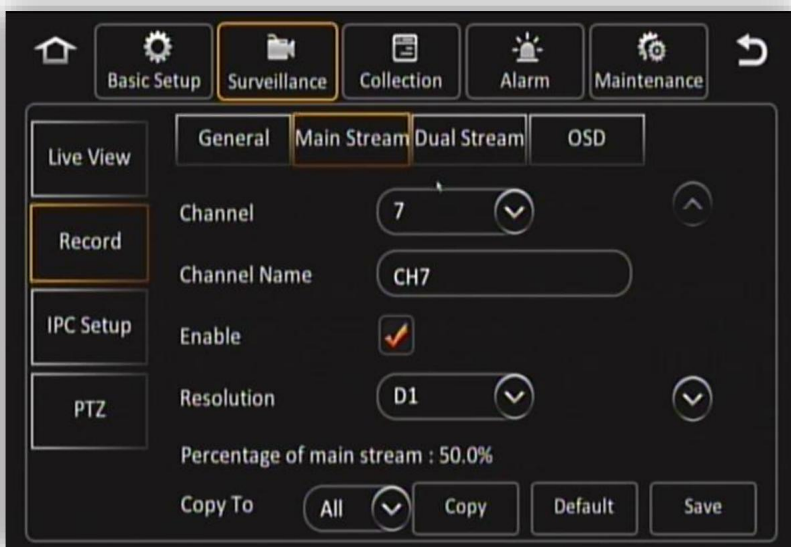 Basic Setup Surveillance Collection Alarm Maintenance
General Main Stream Dual Stream OSD
Live View
Channel 7
Record
Channel Name CH7
IPC Setup
Enable
PTZ
Resolution D1
Percentage of main stream : 50.0%
Copy To All Copy Default Save